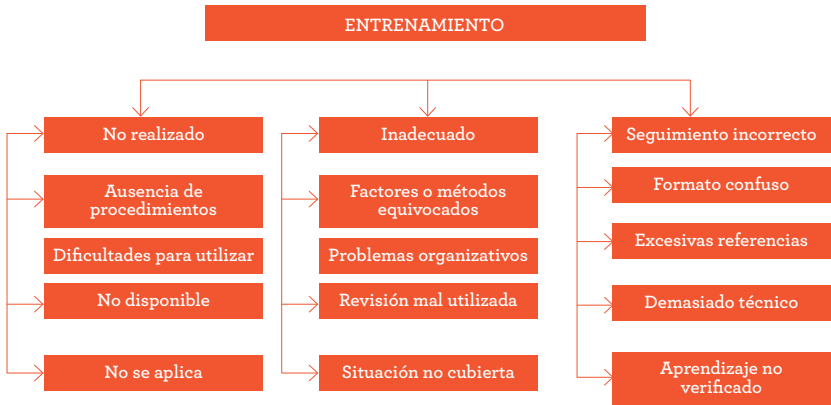 ENTRENAMIENTO
No realizado
Ausencia de
procedimientos
Dificultades para utilizar
No disponible
No se aplica
Inadecuado
Factores o métodos
equivocados
Problemas organizativos
Revisión mal utilizada
Situación no cubierta
Seguimiento incorrecto
Formato confuso
Excesivas referencias
Demasiado técnico
Aprendizaje no
verificado